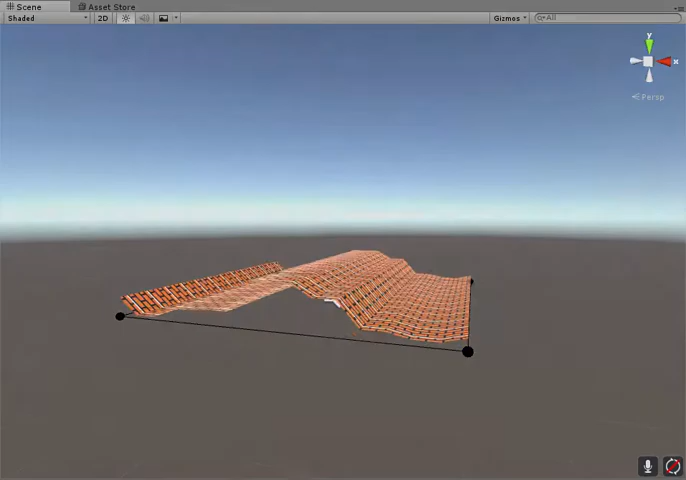 Scene
Asset Store
Shaded
2D
Gizmos
All
y
x
Persp